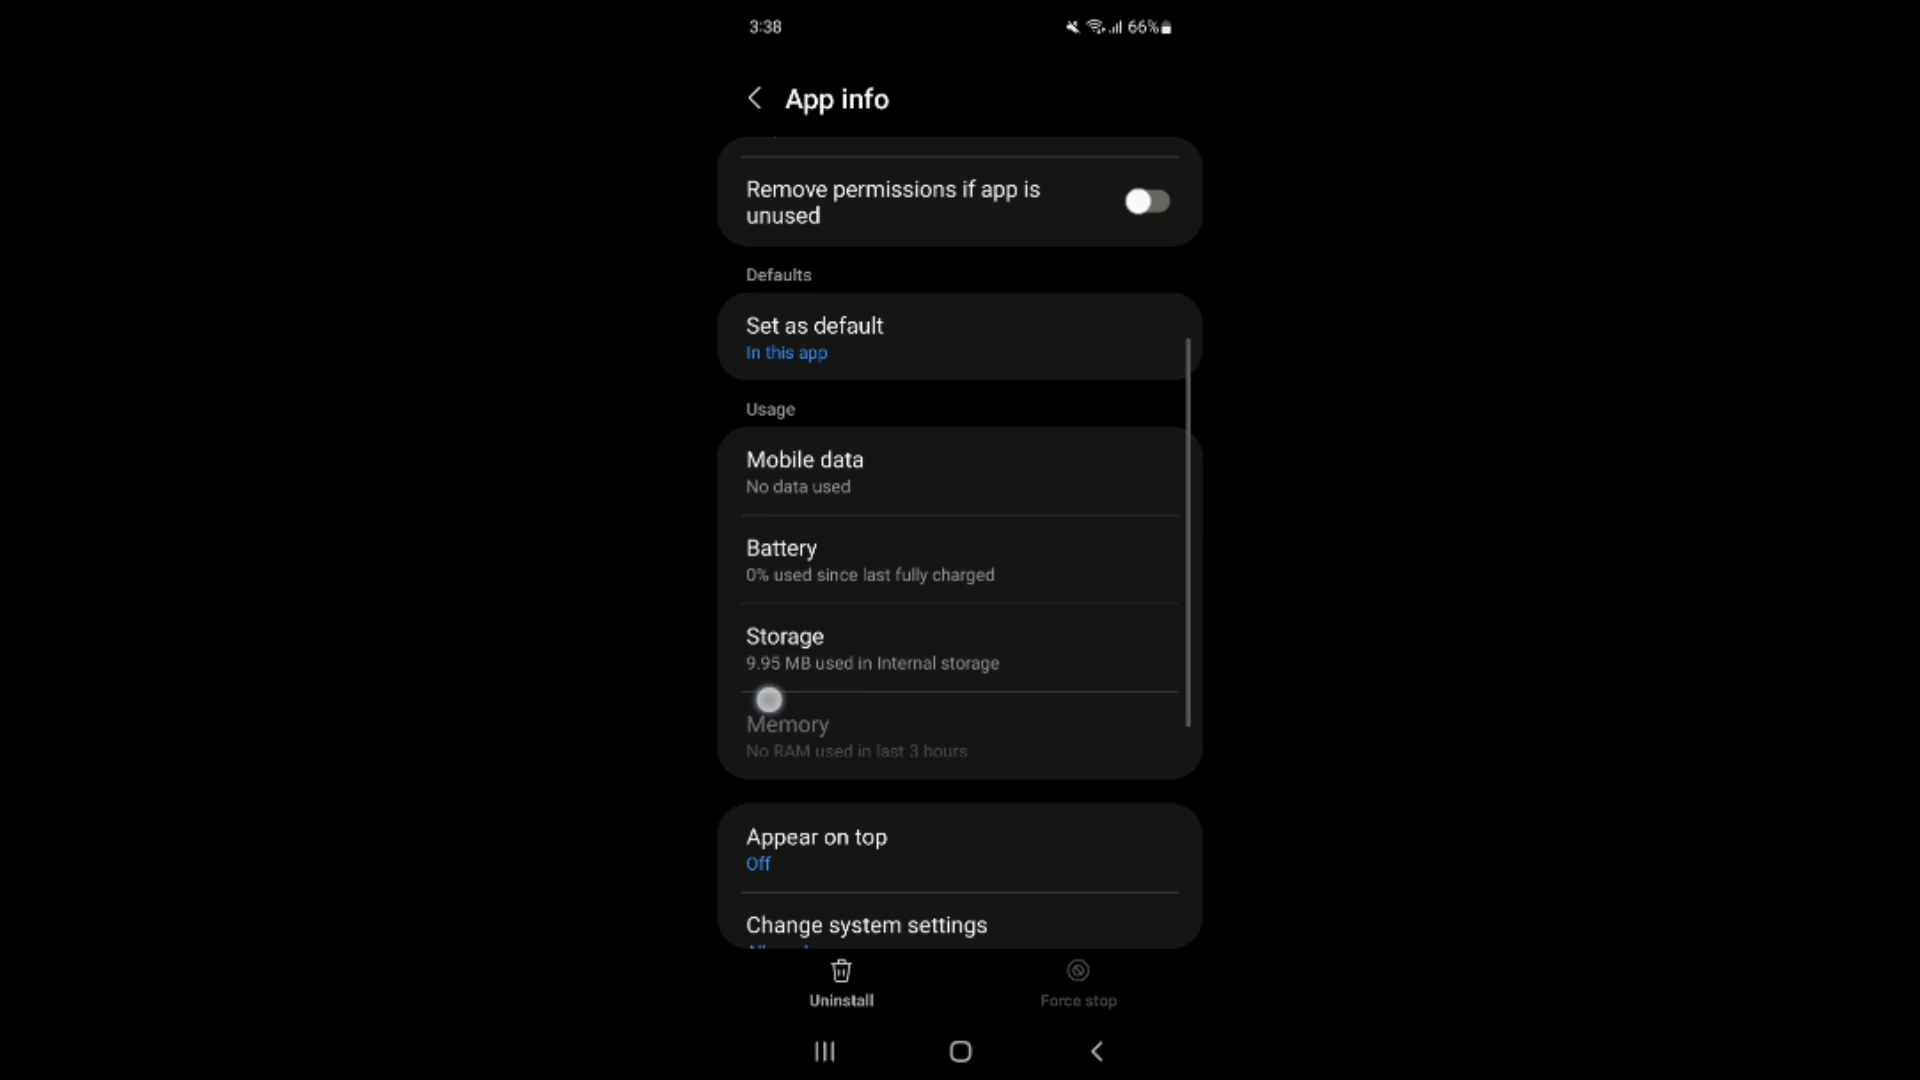 3:38
66%
App info
Remove permissions if app is
unused
Defaults
Set as default
In this app
Usage
Mobile data
No data used
Battery
0% used since last fully charged
Storage
9.95 MB used in Internal storage
Memory
No RAM used in last 3 hours
Appear on top
Off
Change system settings
Uninstall
Force stop